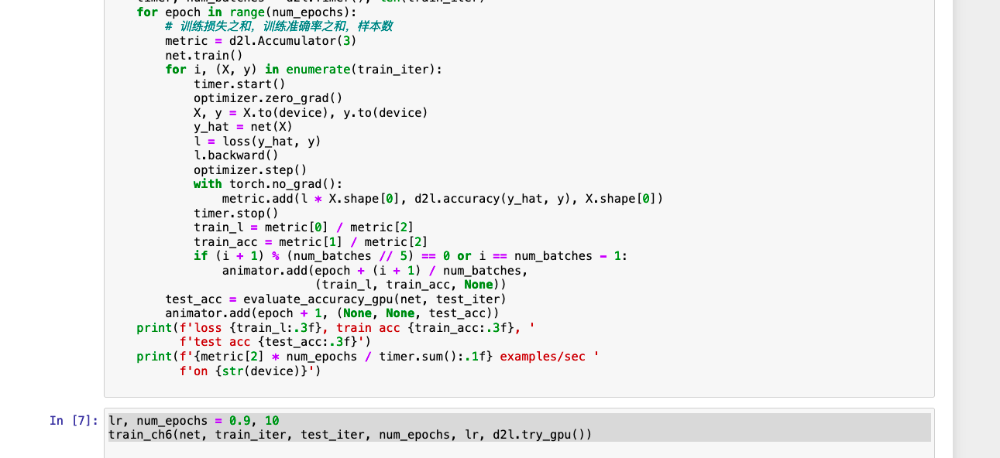 for epoch in range(num_epochs):
# 训练损失之和，训练准确率之和，样本数
metric = d2l.Accumulator(3)
net.train()
for i, (X, y) in enumerate(train_iter):
timer.start()
optimizer.zero_grad()
X, y = X.to(device), y.to(device)
y_hat = net(X)
l = loss(y_hat, y)
l.backward()
optimizer.step()
with torch.no_grad():
metric.add(l * X.shape[0], d2l.accuracy(y_hat, y), X.shape[0])
timer.stop()
train_l = metric[0] / metric[2]
train_acc = metric[1] / metric[2]
if (i + 1) % (num_batches // 5) == 0 or i == num_batches - 1:
animator.add(epoch + (i + 1) / num_batches,
(train_l, train_acc, None))
test_acc = evaluate_accuracy_gpu(net, test_iter)
animator.add(epoch + 1, (None, None, test_acc))
print(f'loss {train_l:.3f}, train acc {train_acc:.3f}, '
f'test acc {test_acc:.3f}')
print(f'{metric[2] * num_epochs / timer.sum():.1f} examples/sec '
f'on {str(device)}')
In [7]: lr, num_epochs = 0.9, 10
train_ch6(net, train_iter, test_iter, num_epochs, lr, d2l.try_gpu())